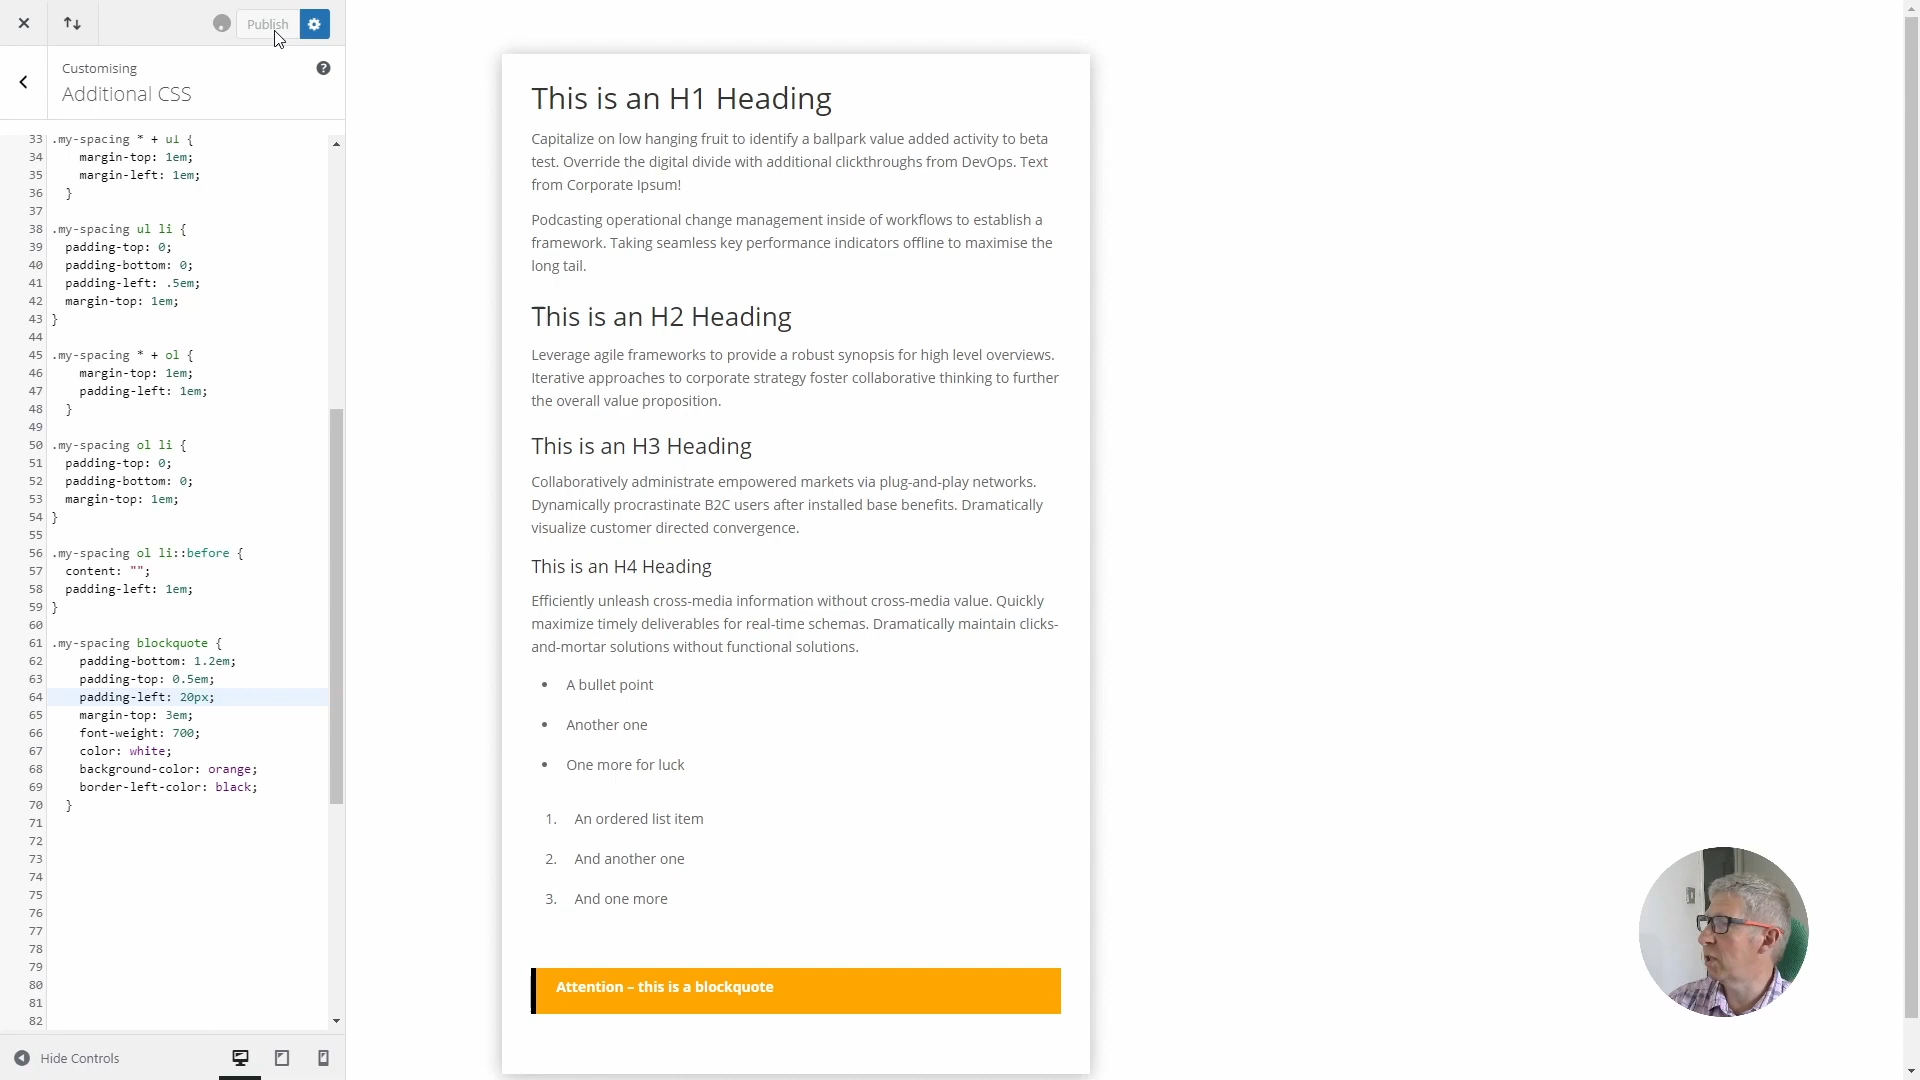 Publish
Customising
Additional CSS
33 .my-spacing * + ul {
34 margin-top: 1em;
35 margin-left: 1em;
36 }
37
38 .my-spacing ul li {
39 padding-top: 0;
40 padding-bottom: 0;
41 padding-left: .5em;
42 margin-top: 1em;
43 }
44
45 .my-spacing * + ol {
46 margin-top: 1em;
47 padding-left: 1em;
48 }
49
50 .my-spacing ol li {
51 padding-top: 0;
52 padding-bottom: 0;
53 margin-top: 1em;
54 }
55
56 .my-spacing ol li::before {
57 content: "";
58 padding-left: 1em;
59 }
60
61 .my-spacing blockquote {
62 padding-bottom: 1.2em;
63 padding-top: 0.5em;
64 padding-left: 20px;
65 margin-top: 3em;
66 font-weight: 700;
67 color: white;
68 background-color: orange;
69 border-left-color: black;
70 }
71
72
73
74
75
76
77
78
79
80
81
82
Hide Controls
This is an H1 Heading
Capitalize on low hanging fruit to identify a ballpark value added activity to beta
test. Override the digital divide with additional clickthroughs from DevOps. Text
from Corporate Ipsum!
Podcasting operational change management inside of workflows to establish a
framework. Taking seamless key performance indicators offline to maximise the
long tail.
This is an H2 Heading
Leverage agile frameworks to provide a robust synopsis for high level overviews.
Iterative approaches to corporate strategy foster collaborative thinking to further
the overall value proposition.
This is an H3 Heading
Collaboratively administrate empowered markets via plug-and-play networks.
Dynamically procrastinate B2C users after installed base benefits. Dramatically
visualize customer directed convergence.
This is an H4 Heading
Efficiently unleash cross-media information without cross-media value. Quickly
maximize timely deliverables for real-time schemas. Dramatically maintain clicks-
and-mortar solutions without functional solutions.
• A bullet point
• Another one
• One more for luck
1. An ordered list item
2. And another one
3. And one more
Attention – this is a blockquote